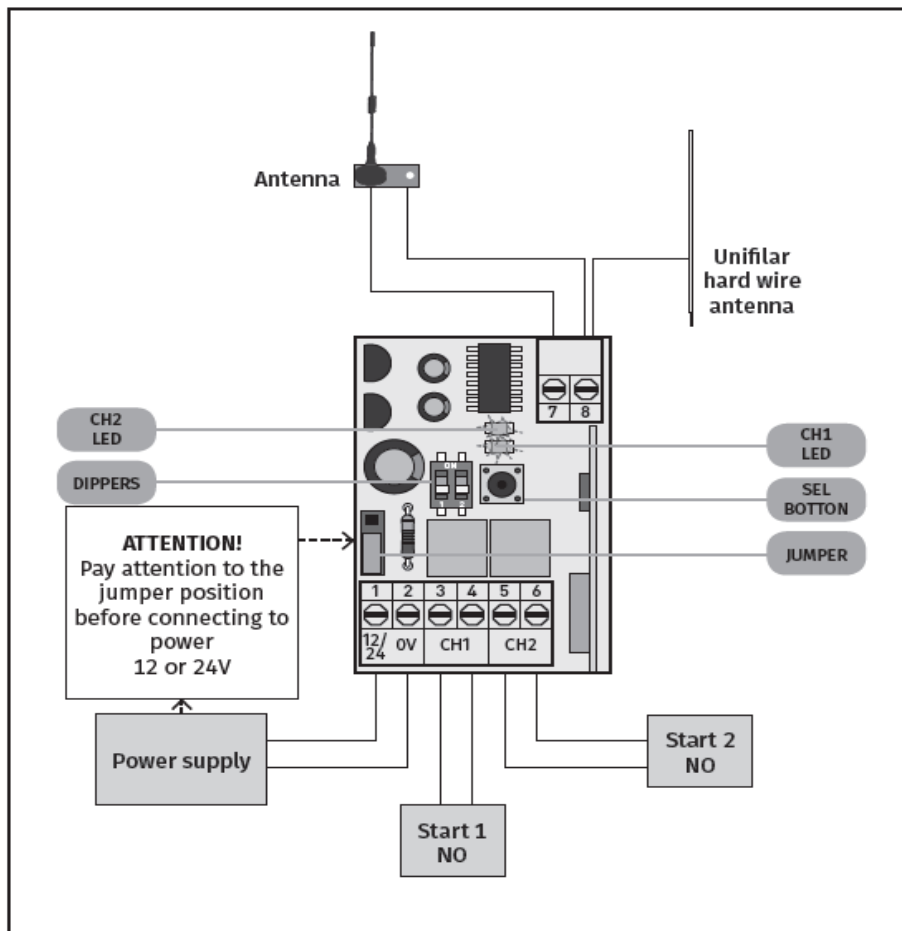 Antenna
Unifilar
hard wire
antenna
7 8
CH2
LED
CH1
LED
ON
DIPPERS
SEL
BOTTON
1 2
ATTENTION!
Pay attention to the
jumper position
before connecting to
power
12 or 24V
JUMPER
1 2 3 4 5 6
12/
24
0V CH1 CH2
Power supply
Start 2
NO
Start 1
NO